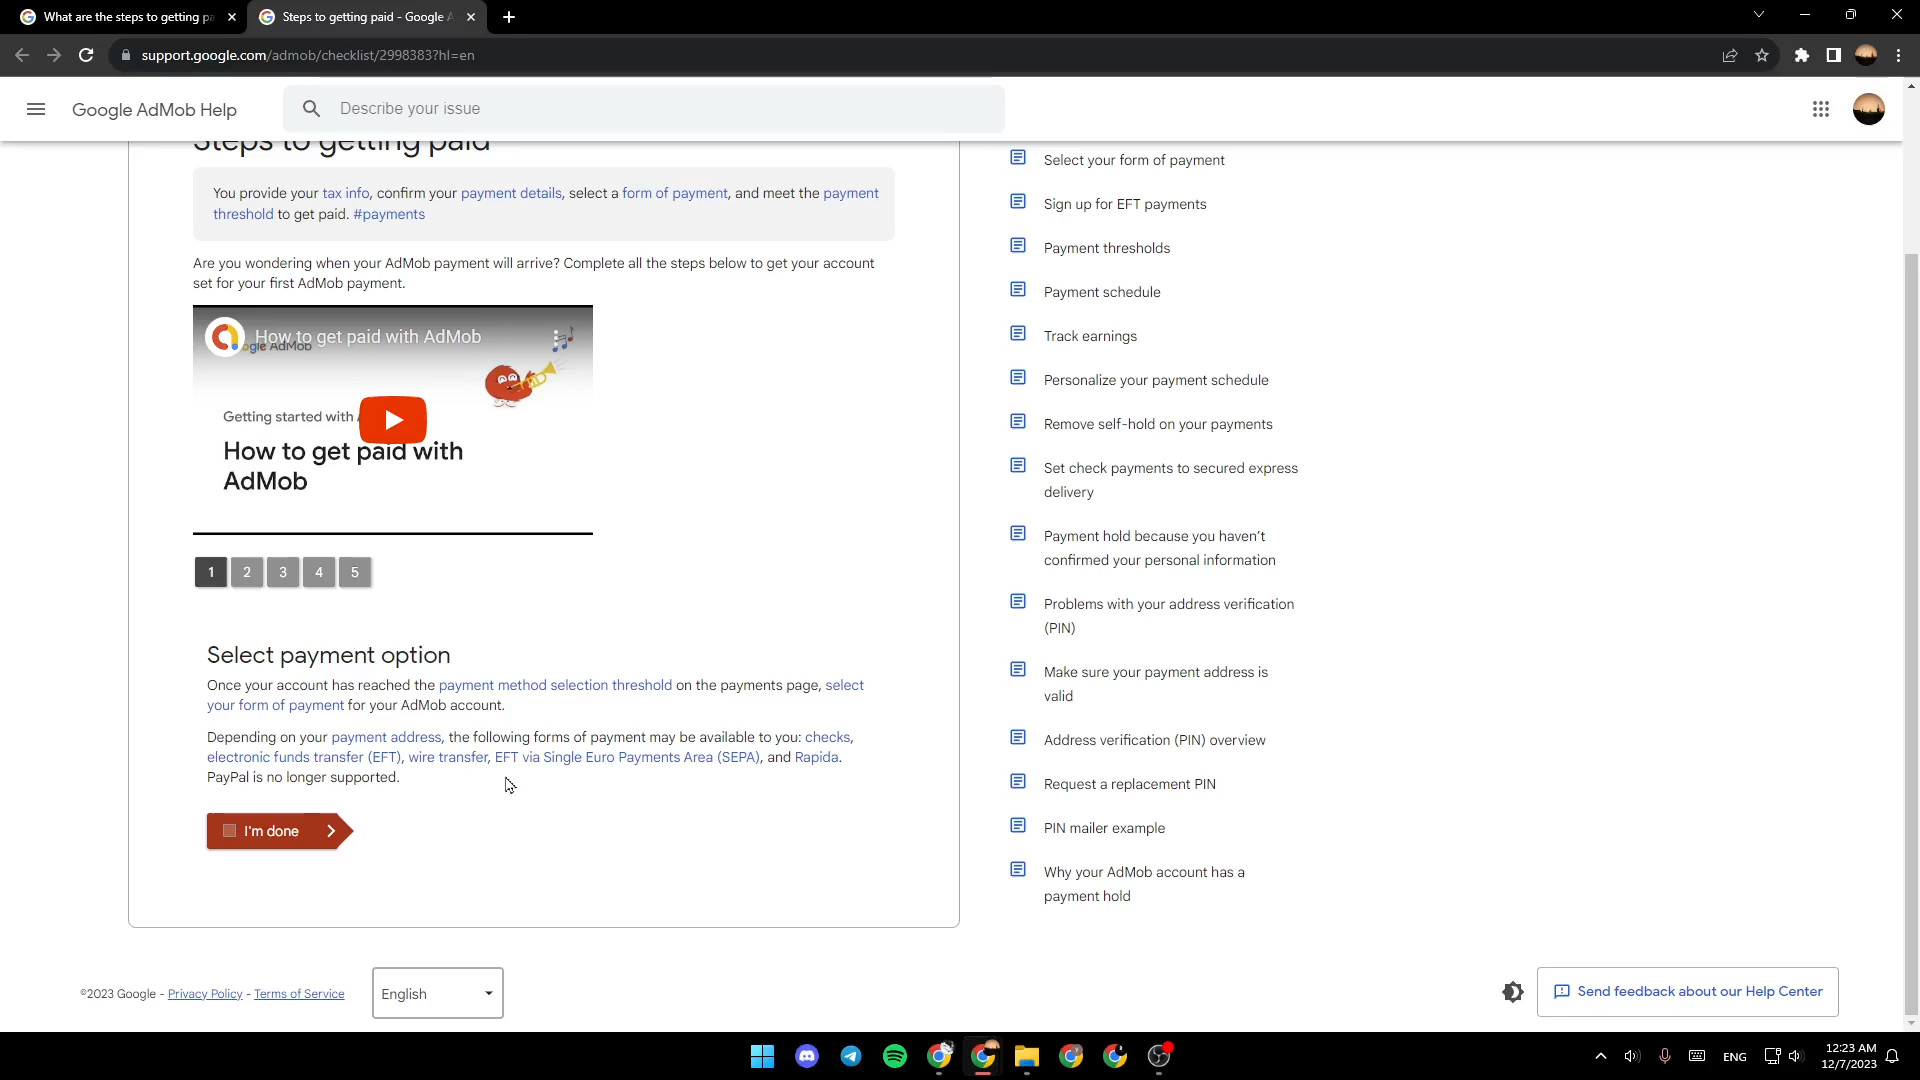 What are the steps to getting pa
Steps to getting paid - Google A
support.google.com/admob/checklist/2998383?hl=en
Google AdMob Help
Describe your issue
Steps to getting paid
You provide your tax info, confirm your payment details, select a form of payment, and meet the payment
threshold to get paid. #payments
Are you wondering when your AdMob payment will arrive? Complete all the steps below to get your account
set for your first AdMob payment.
How to get paid with AdMob
ogle AdMob
Getting started with A
How to get paid with
AdMob
1 2 3 4 5
Select payment option
Once your account has reached the payment method selection threshold on the payments page, select
your form of payment for your AdMob account.
Depending on your payment address, the following forms of payment may be available to you: checks,
electronic funds transfer (EFT), wire transfer, EFT via Single Euro Payments Area (SEPA), and Rapida.
PayPal is no longer supported.
I'm done
Select your form of payment
Sign up for EFT payments
Payment thresholds
Payment schedule
Track earnings
Personalize your payment schedule
Remove self-hold on your payments
Set check payments to secured express
delivery
Payment hold because you haven't
confirmed your personal information
Problems with your address verification
(PIN)
Make sure your payment address is
valid
Address verification (PIN) overview
Request a replacement PIN
PIN mailer example
Why your AdMob account has a
payment hold
©2023 Google - Privacy Policy - Terms of Service
English
Send feedback about our Help Center
ENG
12:23 AM
12/7/2023